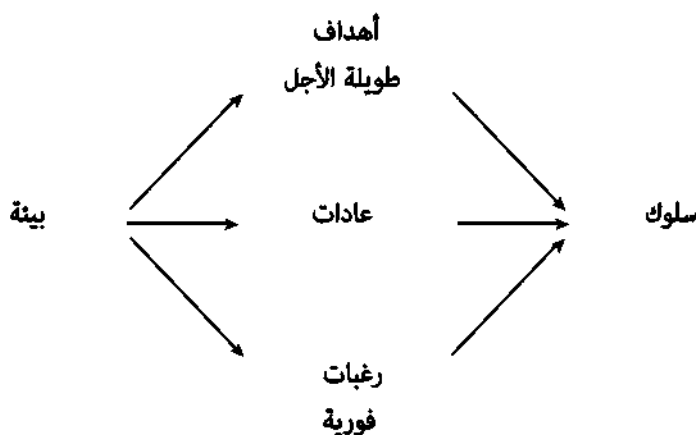 أهداف
طويلة الأجل
بيئة
عادات
سلوك
رغبات
فورية